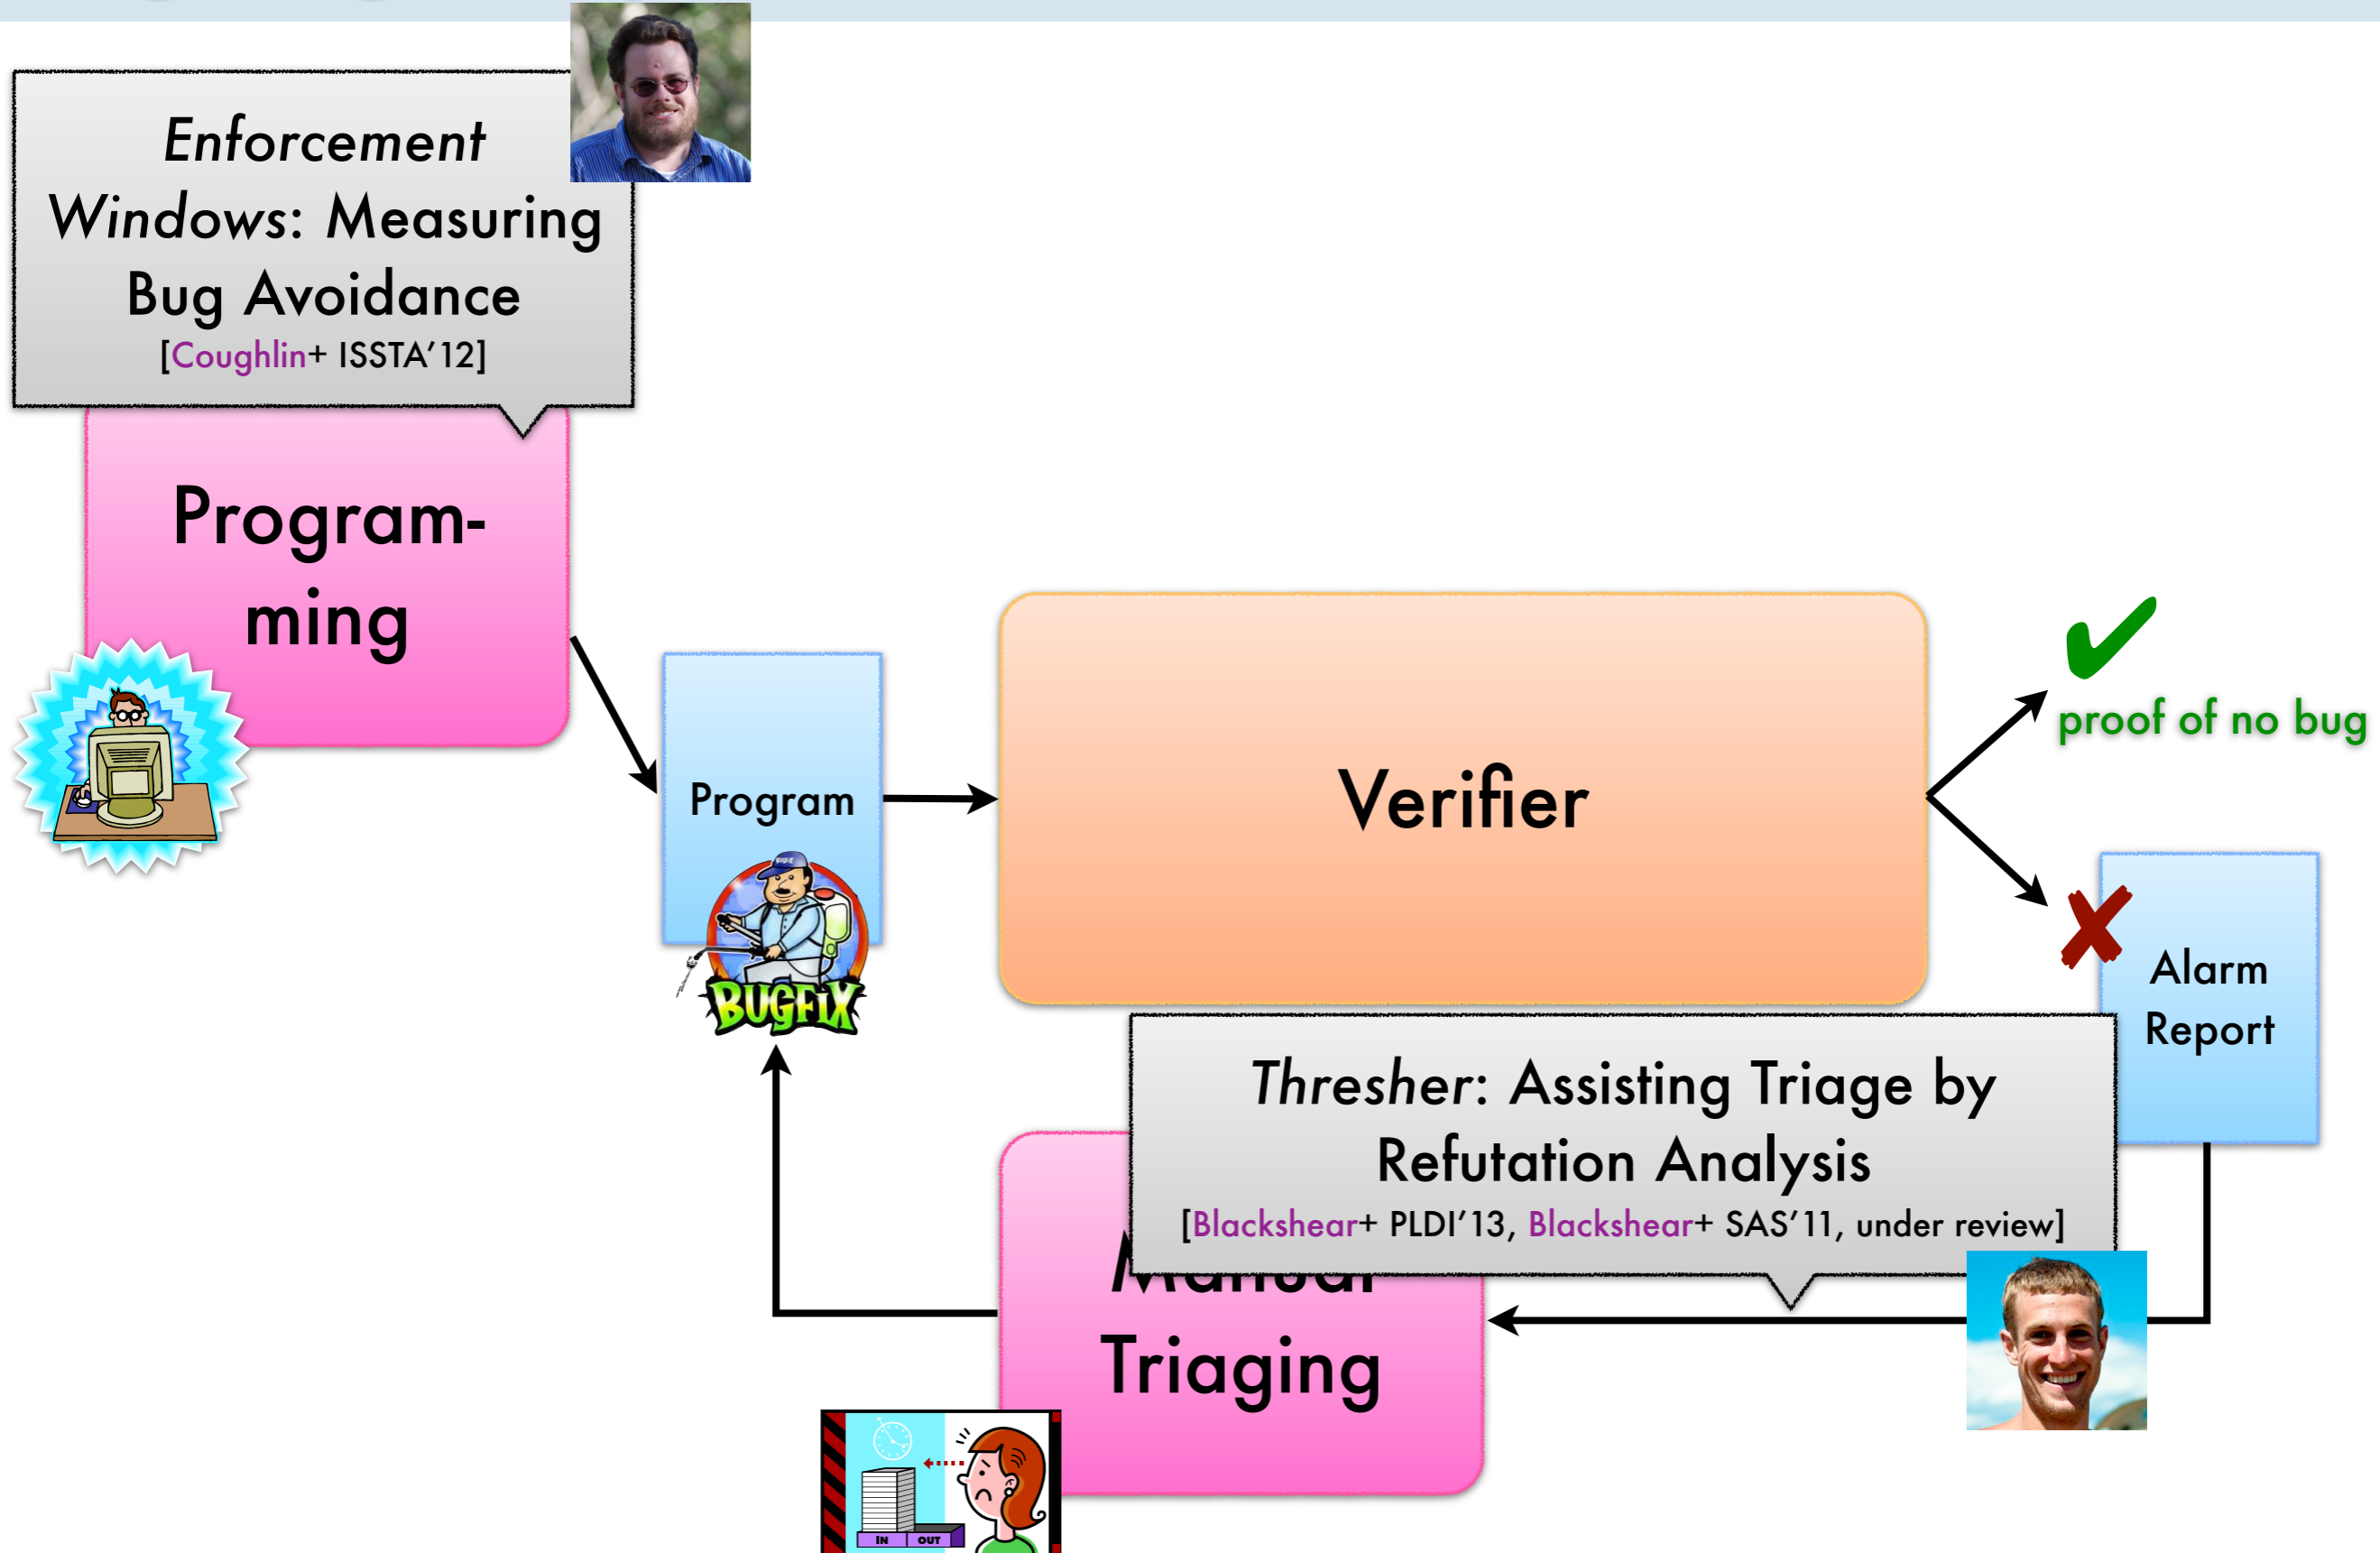 Enforcement
Windows: Measuring
Bug Avoidance
[Coughlin+ ISSTA’12]
Program-
ming
Program
BUGFIX
Verifier
✔
proof of no bug
✘
Alarm
Report
Thresher: Assisting Triage by
Refutation Analysis
[Blackshear+ PLDI’13, Blackshear+ SAS’11, under review]
Manual
Triaging
IN OUT